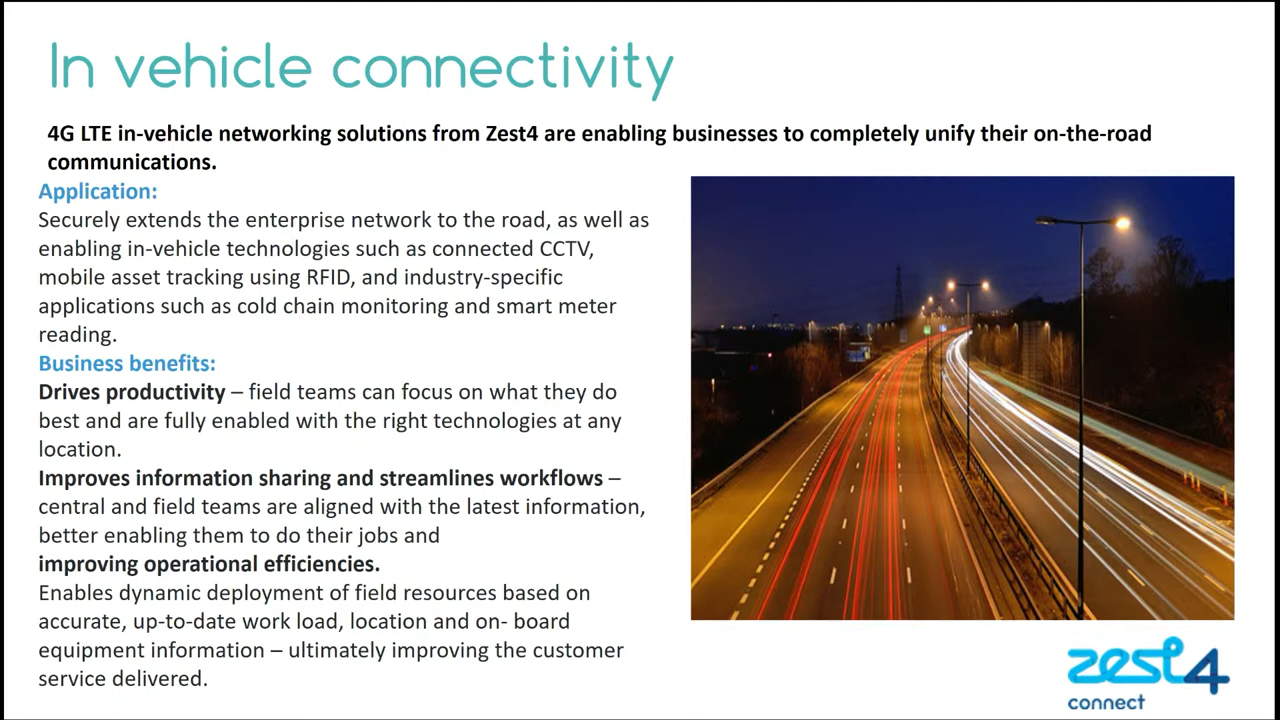 In vehicle connectivity
4G LTE in-vehicle networking solutions from Zest4 are enabling businesses to completely unify their on-the-road
communications.
Application:
Securely extends the enterprise network to the road, as well as
enabling in-vehicle technologies such as connected CCTV,
mobile asset tracking using RFID, and industry-specific
applications such as cold chain monitoring and smart meter
reading.
Business benefits:
Drives productivity – field teams can focus on what they do
best and are fully enabled with the right technologies at any
location.
Improves information sharing and streamlines workflows –
central and field teams are aligned with the latest information,
better enabling them to do their jobs and
improving operational efficiencies.
Enables dynamic deployment of field resources based on
accurate, up-to-date work load, location and on- board
equipment information – ultimately improving the customer
service delivered.
zest4
connect